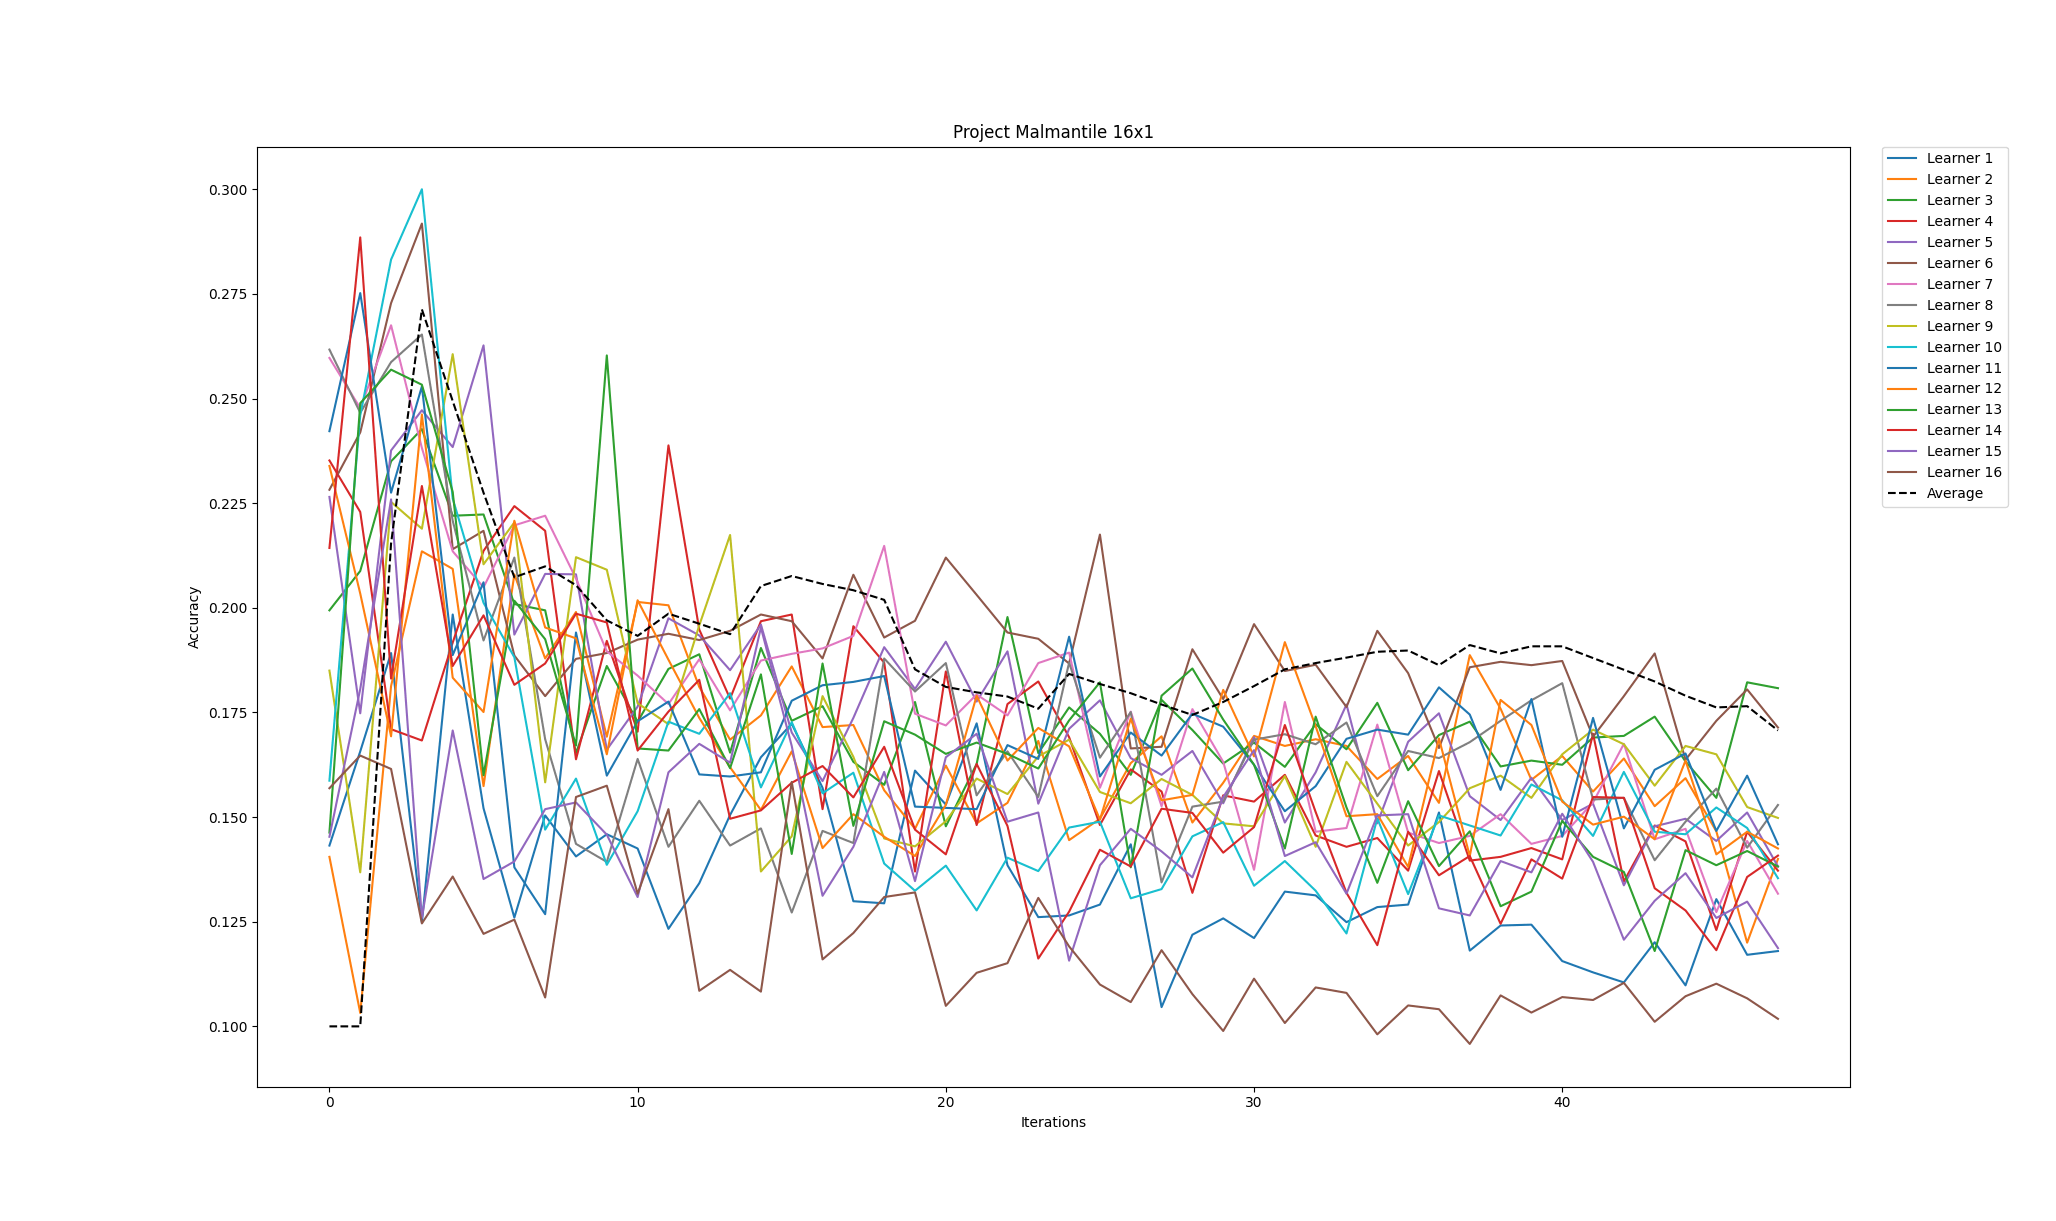 Project Malmantile 16x1
0.300
0.275
0.250
0.225
0.200
0.175
0.150
0.125
0.100
Accuracy
0
10
20
30
40
Iterations
Learner 1
Learner 2
Learner 3
Learner 4
Learner 5
Learner 6
Learner 7
Learner 8
Learner 9
Learner 10
Learner 11
Learner 12
Learner 13
Learner 14
Learner 15
Learner 16
Average